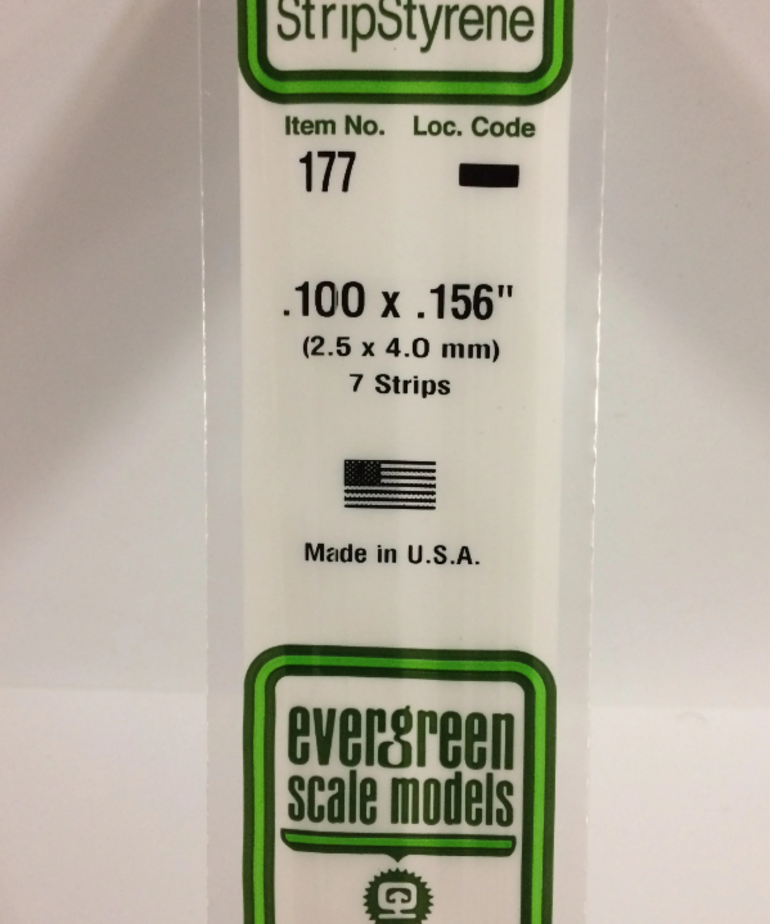 StripStyrene
Item No. Loc. Code
177
.100 x .156"
(2.5 x 4.0 mm)
7 Strips
Made in U.S.A.
evergreen
scale models